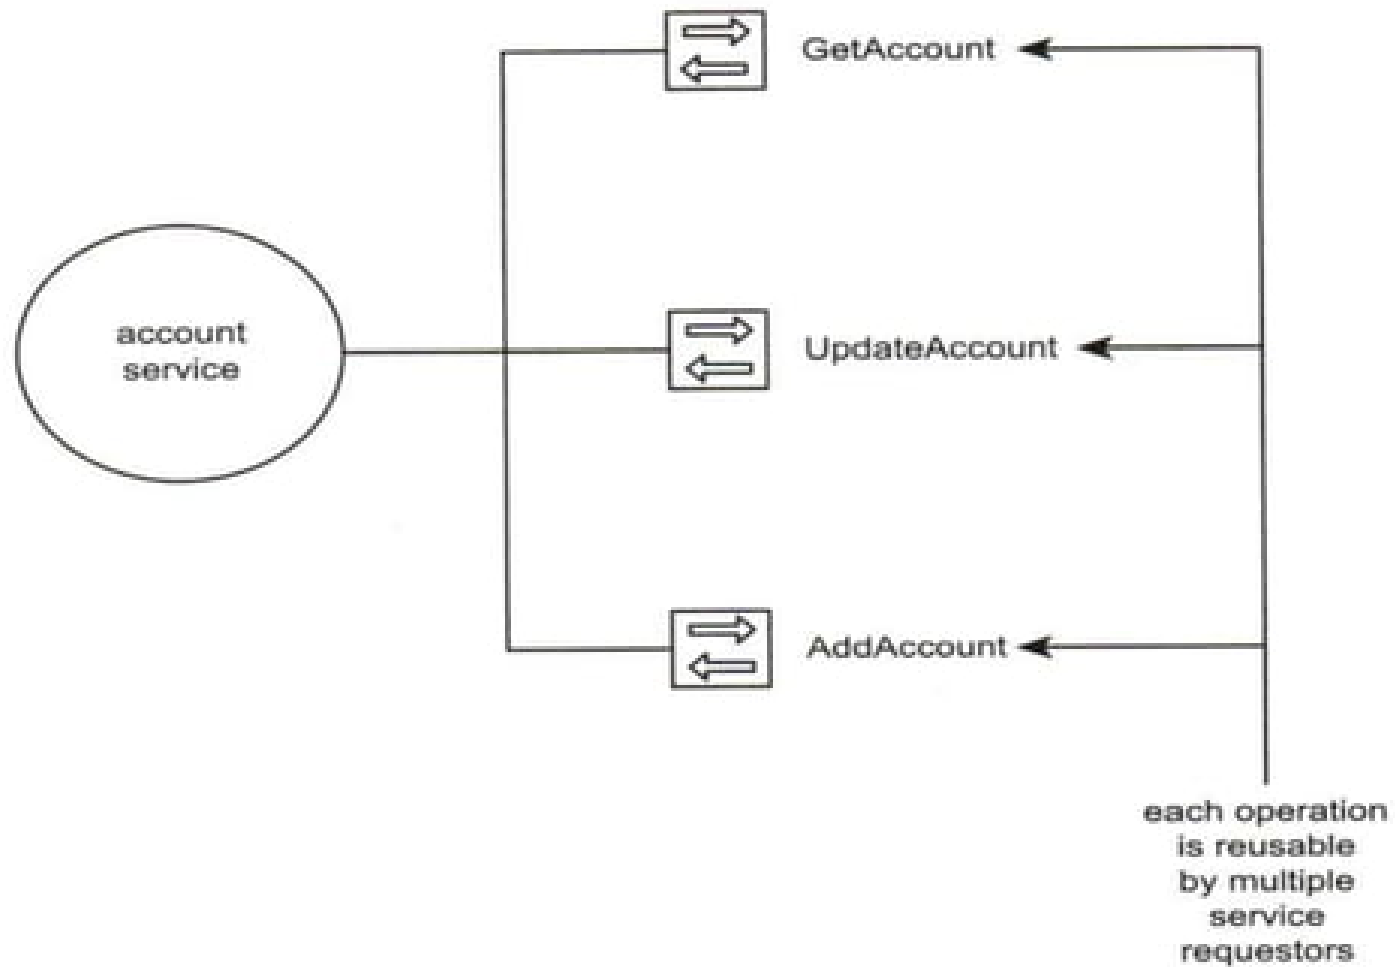 GetAccount
account
service
UpdateAccount
AddAccount
each operation
is reusable
by multiple
service
requestors